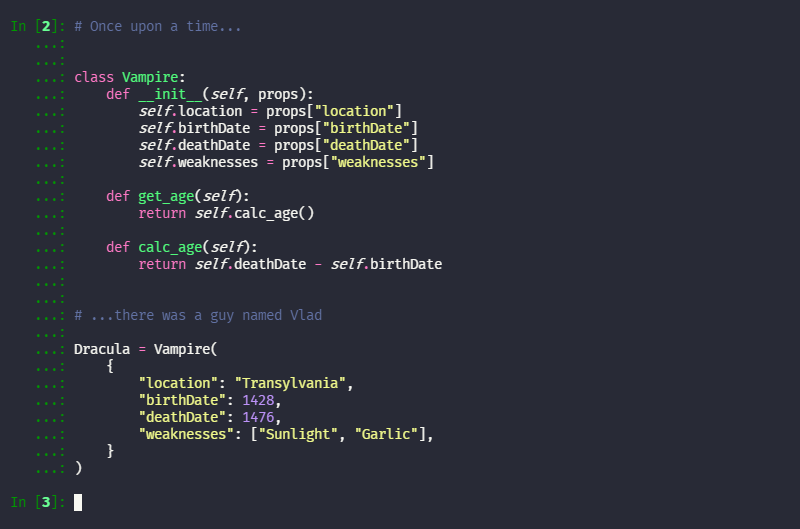 In [2]: # Once upon a time...
   ...:
   ...:
   ...: class Vampire:
   ...:     def __init__(self, props):
   ...:         self.location = props["location"]
   ...:         self.birthDate = props["birthDate"]
   ...:         self.deathDate = props["deathDate"]
   ...:         self.weaknesses = props["weaknesses"]
   ...:
   ...:     def get_age(self):
   ...:         return self.calc_age()
   ...:
   ...:     def calc_age(self):
   ...:         return self.deathDate - self.birthDate
   ...:
   ...:
   ...: # ...there was a guy named Vlad
   ...:
   ...: Dracula = Vampire(
   ...:     {
   ...:         "location": "Transylvania",
   ...:         "birthDate": 1428,
   ...:         "deathDate": 1476,
   ...:         "weaknesses": ["Sunlight", "Garlic"],
   ...:     }
   ...: )
In [3]: